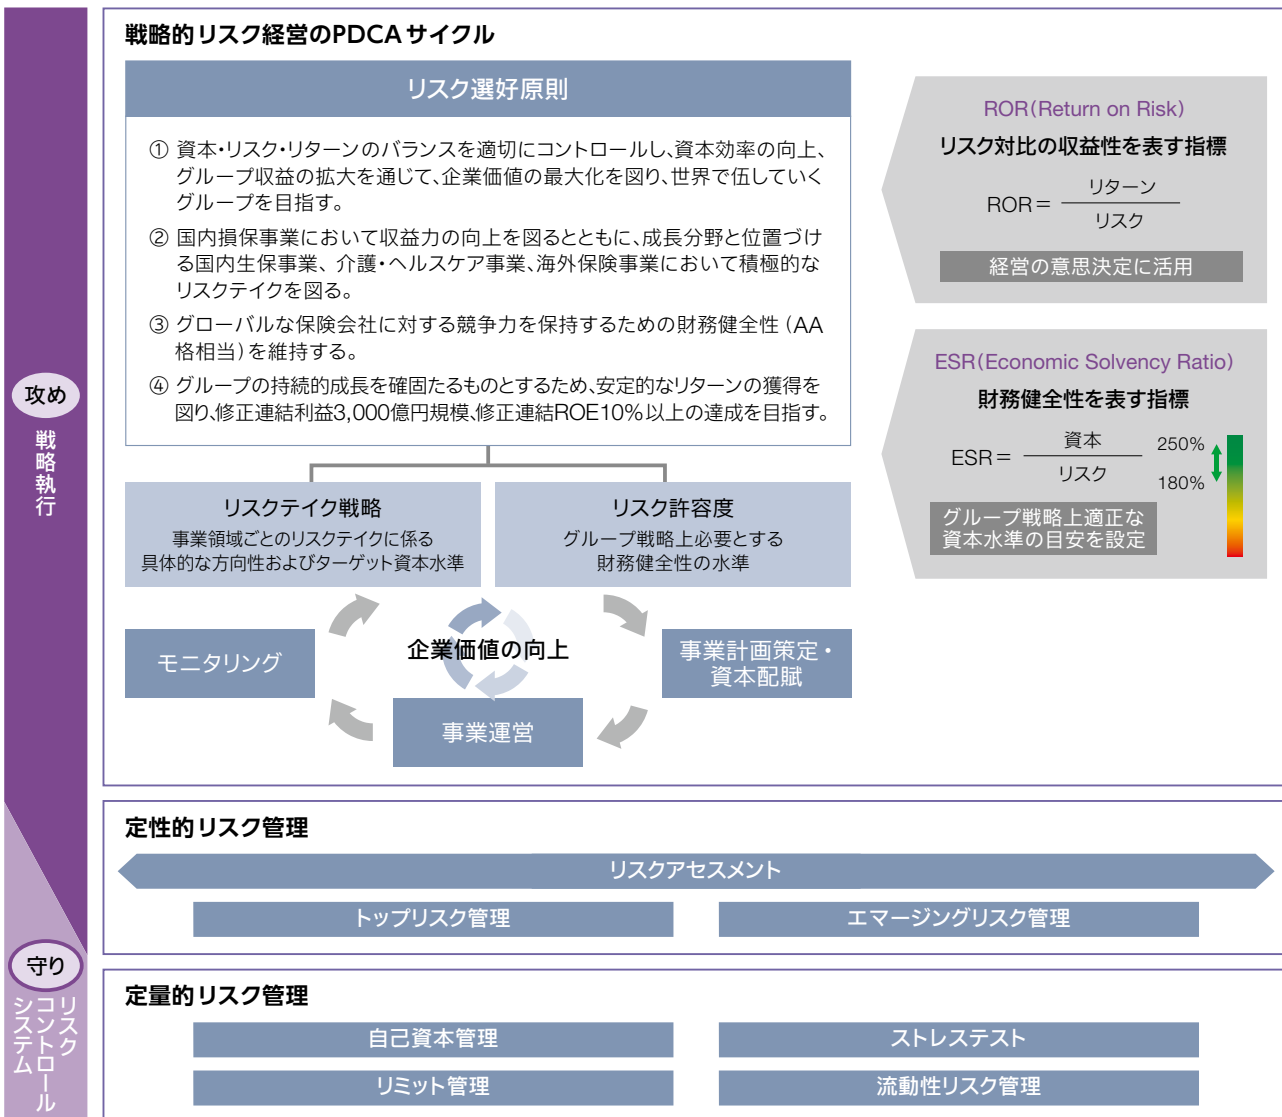 戦略的リスク経営のPDCAサイクル
リスク選好原則
① 資本・リスク・リターンのバランスを適切にコントロールし、資本効率の向上、
グループ収益の拡大を通じて、企業価値の最大化を図り、世界で伍していく
グループを目指す。
② 国内損保事業において収益力の向上を図るとともに、成長分野と位置づけ
る国内生保事業、介護・ヘルスケア事業、海外保険事業において積極的な
リスクテイクを図る。
③ グローバルな保険会社に対する競争力を保持するための財務健全性（AA
格相当）を維持する。
④ グループの持続的成長を確固たるものとするため、安定的なリターンの獲得を
図り、修正連結利益3,000億円規模、修正連結ROE10%以上の達成を目指す。
リスクテイク戦略
事業領域ごとのリスクテイクに係る
具体的な方向性およびターゲット資本水準
リスク許容度
グループ戦略上必要とする
財務健全性の水準
モニタリング
企業価値の向上
事業計画策定・
資本配賦
事業運営
ROR(Return on Risk)
リスク対比の収益性を表す指標
ROR＝
リターン
リスク
経営の意思決定に活用
ESR(Economic Solvency Ratio)
財務健全性を表す指標
ESR＝
資本
リスク
250%
180%
グループ戦略上適正な
資本水準の目安を設定
攻め
戦略執行
定性的リスク管理
リスクアセスメント
トップリスク管理
エマージングリスク管理
守り
リスク
コントロール
システム
定量的リスク管理
自己資本管理
ストレステスト
リミット管理
流動性リスク管理